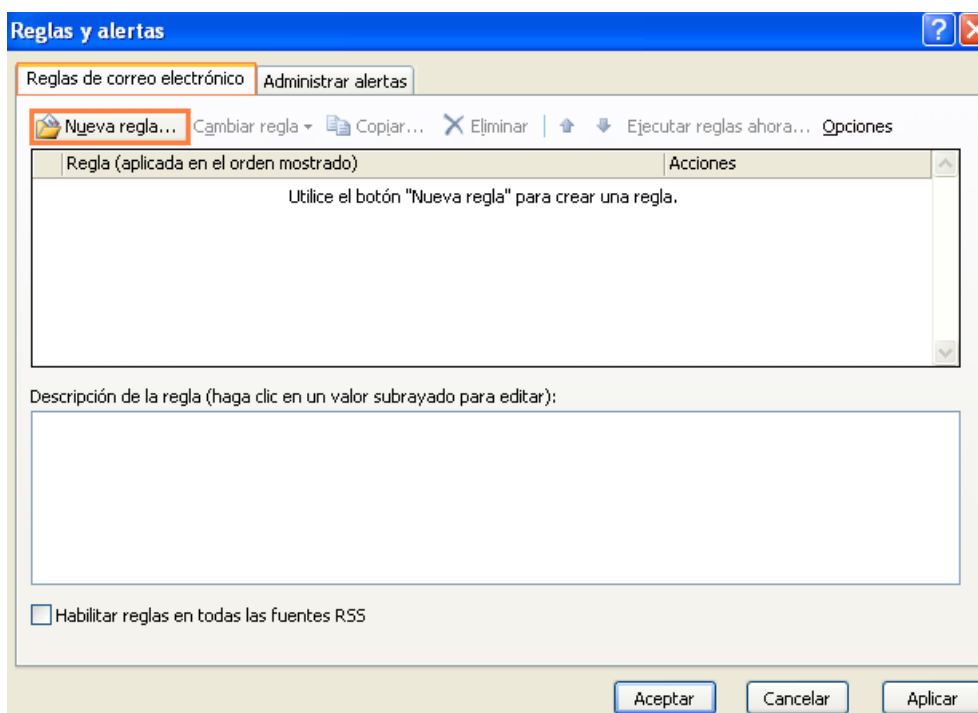 Reglas y alertas
Reglas de correo electrónico Administrar alertas
Nueva regla... Cambiar regla Copiar... Eliminar Ejecutar reglas ahora... Opciones
Regla (aplicada en el orden mostrado) Acciones
Utilice el botón "Nueva regla" para crear una regla.
Descripción de la regla (haga clic en un valor subrayado para editar):
Habilitar reglas en todas las fuentes RSS
Aceptar Cancelar Aplicar